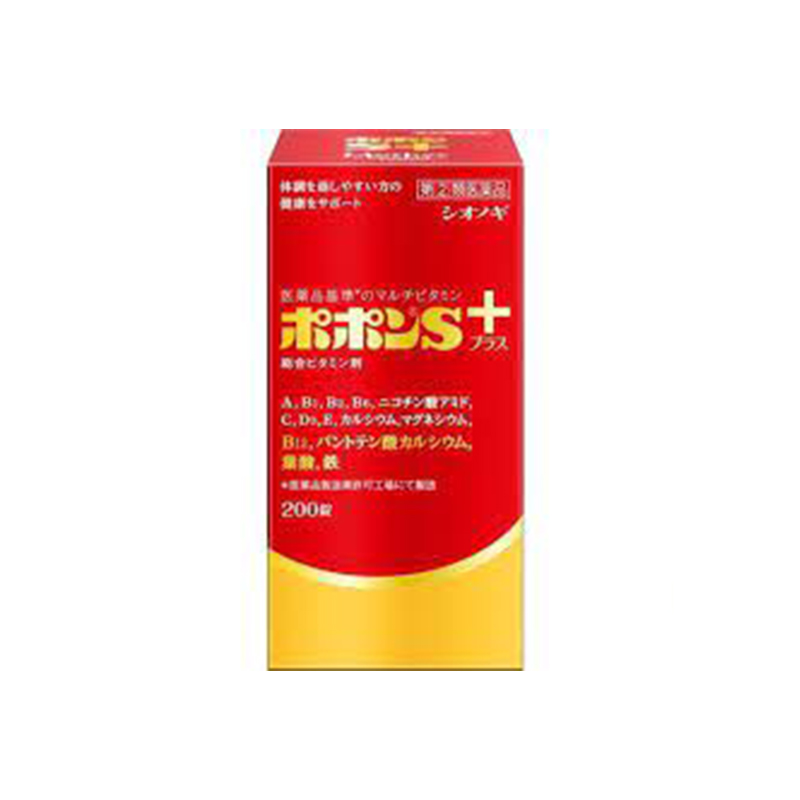 体調を崩しやすい方の
健康をサポート
第②類医薬品
シオノギ
医薬品基準*のマルチビタミン
ポポンS+
プラス
総合ビタミン剤
A, B1, B2, B6, ニコチン酸アミド,
C, D3, E, カルシウム, マグネシウム,
B12, パントテン酸カルシウム,
葉酸, 鉄
*医薬品製造業許可工場にて製造
200錠